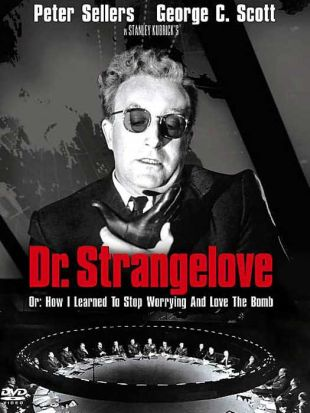 Peter Sellers George C. Scott
in STANLEY KUBRICK'S
Dr. Strangelove
Or: How I Learned To Stop Worrying And Love The Bomb
DVD
VIDEO